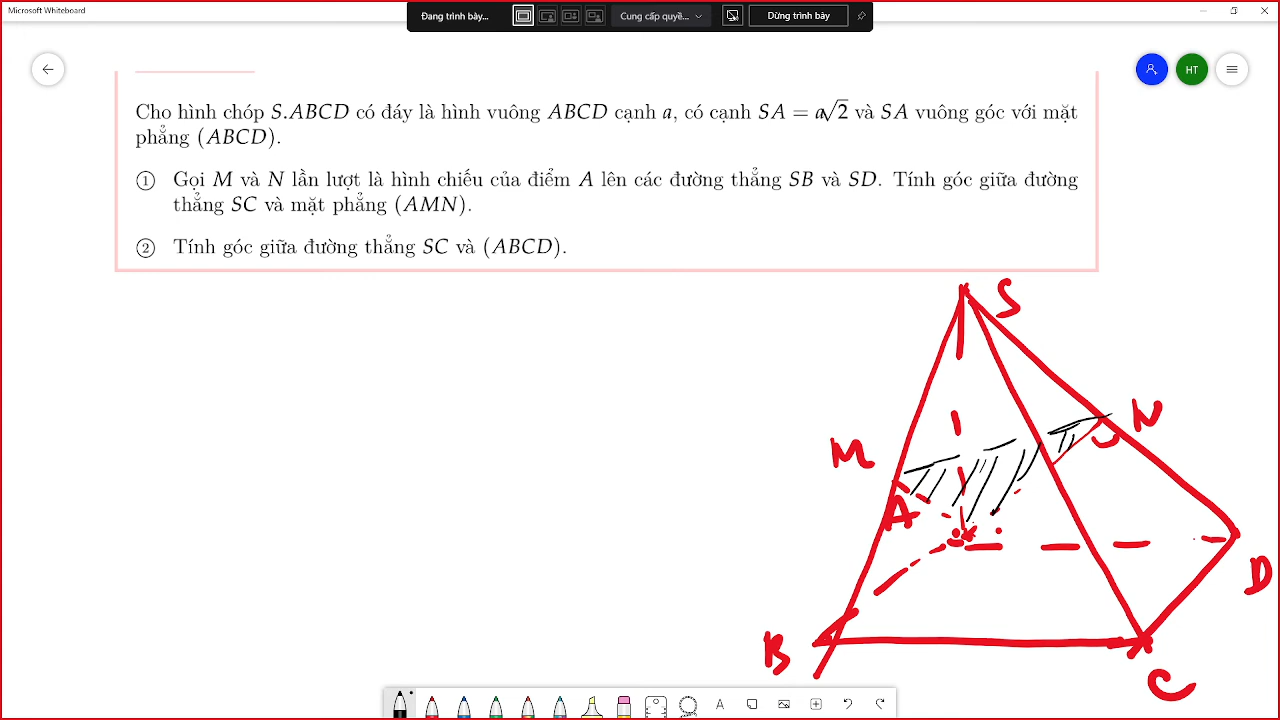 Microsoft Whiteboard
Đang trình bày...
Cung cấp quyề...
Dừng trình bày
HT
Cho hình chóp S.ABCD có đáy là hình vuông ABCD cạnh a, có cạnh SA = a√2 và SA vuông góc với mặt
phẳng (ABCD).
① Gọi M và N lần lượt là hình chiếu của điểm A lên các đường thẳng SB và SD. Tính góc giữa đường
thẳng SC và mặt phẳng (AMN).
② Tính góc giữa đường thẳng SC và (ABCD).
S
N
M
A
D
B
C
A